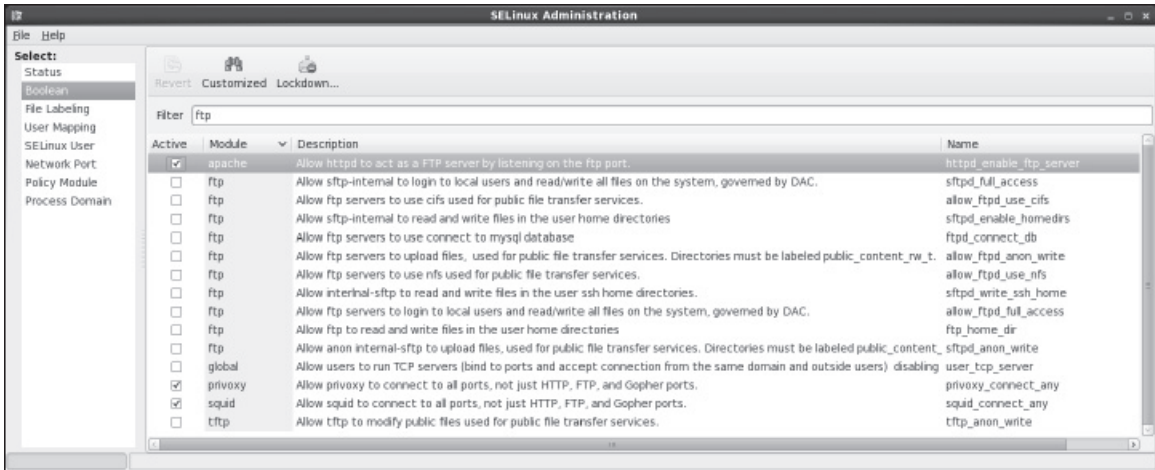 SELinux Administration
File Help
Select:
Status
Boolean
File Labeling
User Mapping
SELinux User
Network Port
Policy Module
Process Domain
Revert Customized Lockdown...
Filter ftp
Active Module Description Name
apache Allow httpd to act as a FTP server by listening on the ftp port. httpd_enable_ftp_server
ftp Allow sftp-internal to login to local users and read/write all files on the system, governed by DAC. sftpd_full_access
ftp Allow ftp servers to use cifs used for public file transfer services. allow_ftpd_use_cifs
ftp Allow sftp-internal to read and write files in the user home directories sftpd_enable_homedirs
ftp Allow ftp servers to use connect to mysql database ftpd_connect_db
ftp Allow ftp servers to upload files, used for public file transfer services. Directories must be labeled public_content_rw_t. allow_ftpd_anon_write
ftp Allow ftp servers to use nfs used for public file transfer services. allow_ftpd_use_nfs
ftp Allow interlnal-sftp to read and write files in the user ssh home directories. sftpd_write_ssh_home
ftp Allow ftp servers to login to local users and read/write all files on the system, governed by DAC. allow_ftpd_full_access
ftp Allow ftp to read and write files in the user home directories ftp_home_dir
ftp Allow anon internal-sftp to upload files, used for public file transfer services. Directories must be labeled public_content_ sftpd_anon_write
global Allow users to run TCP servers (bind to ports and accept connection from the same domain and outside users) disabling user_tcp_server
privoxy Allow privoxy to connect to all ports, not just HTTP, FTP, and Gopher ports. privoxy_connect_any
squid Allow squid to connect to all ports, not just HTTP, FTP, and Gopher ports. squid_connect_any
tftp Allow tftp to modify public files used for public file transfer services. tftp_anon_write